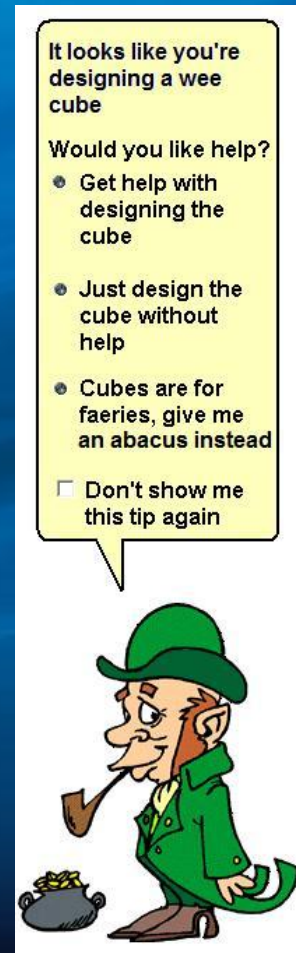 It looks like you're
designing a wee
cube
Would you like help?
Get help with
designing the
cube
Just design the
cube without
help
Cubes are for
faeries, give me
an abacus instead
Don't show me
this tip again